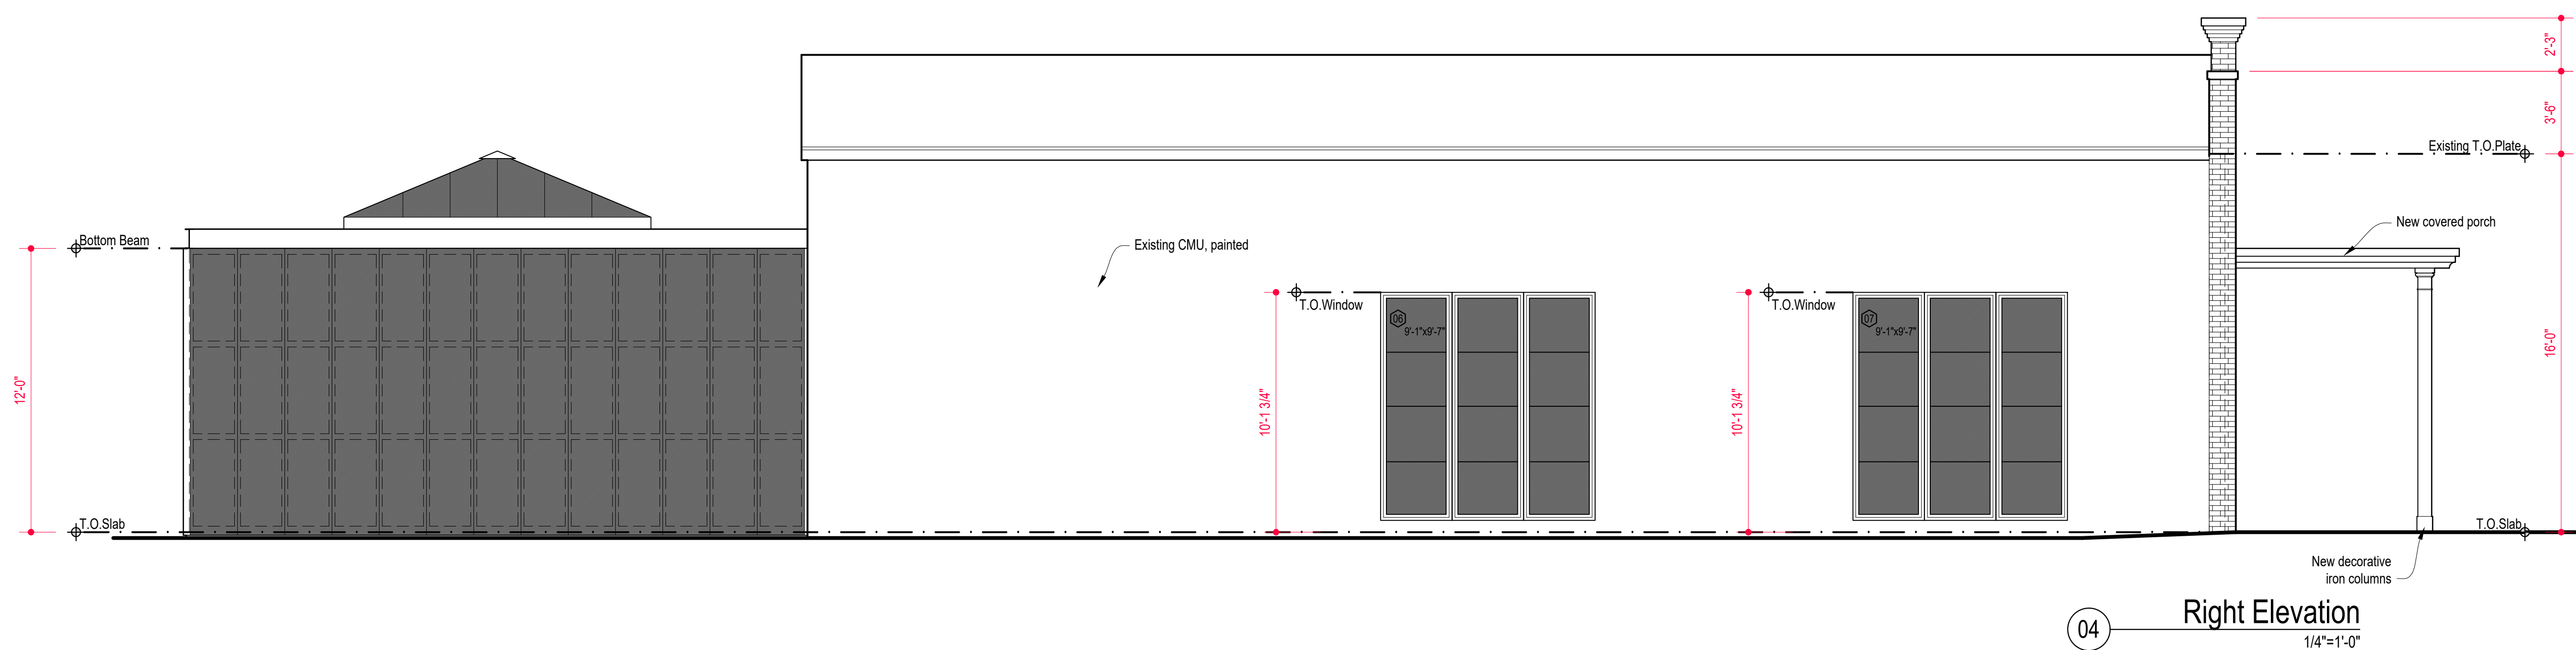 2'-3"
3'-6"
Existing T.O.Plate
New covered porch
Bottom Beam
Existing CMU, painted
T.O.Window
T.O.Window
06
9'-1"x9'-7"
07
9'-1"x9'-7"
16'-0"
12'-0"
10'-1 3/4"
10'-1 3/4"
T.O.Slab
T.O.Slab
New decorative
iron columns
04
Right Elevation
1/4"=1'-0"